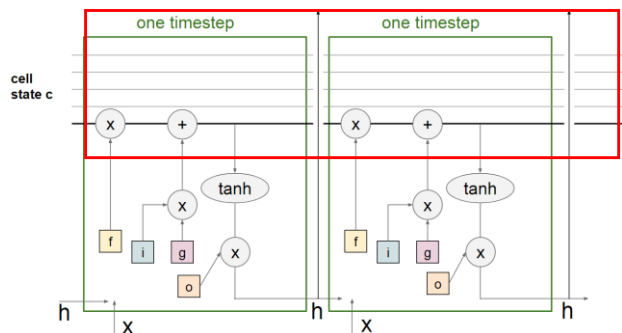 one timestep one timestep
cell
state c
x + x +
tanh tanh
x x
f f
i g x i g x
o o
h h h
x x